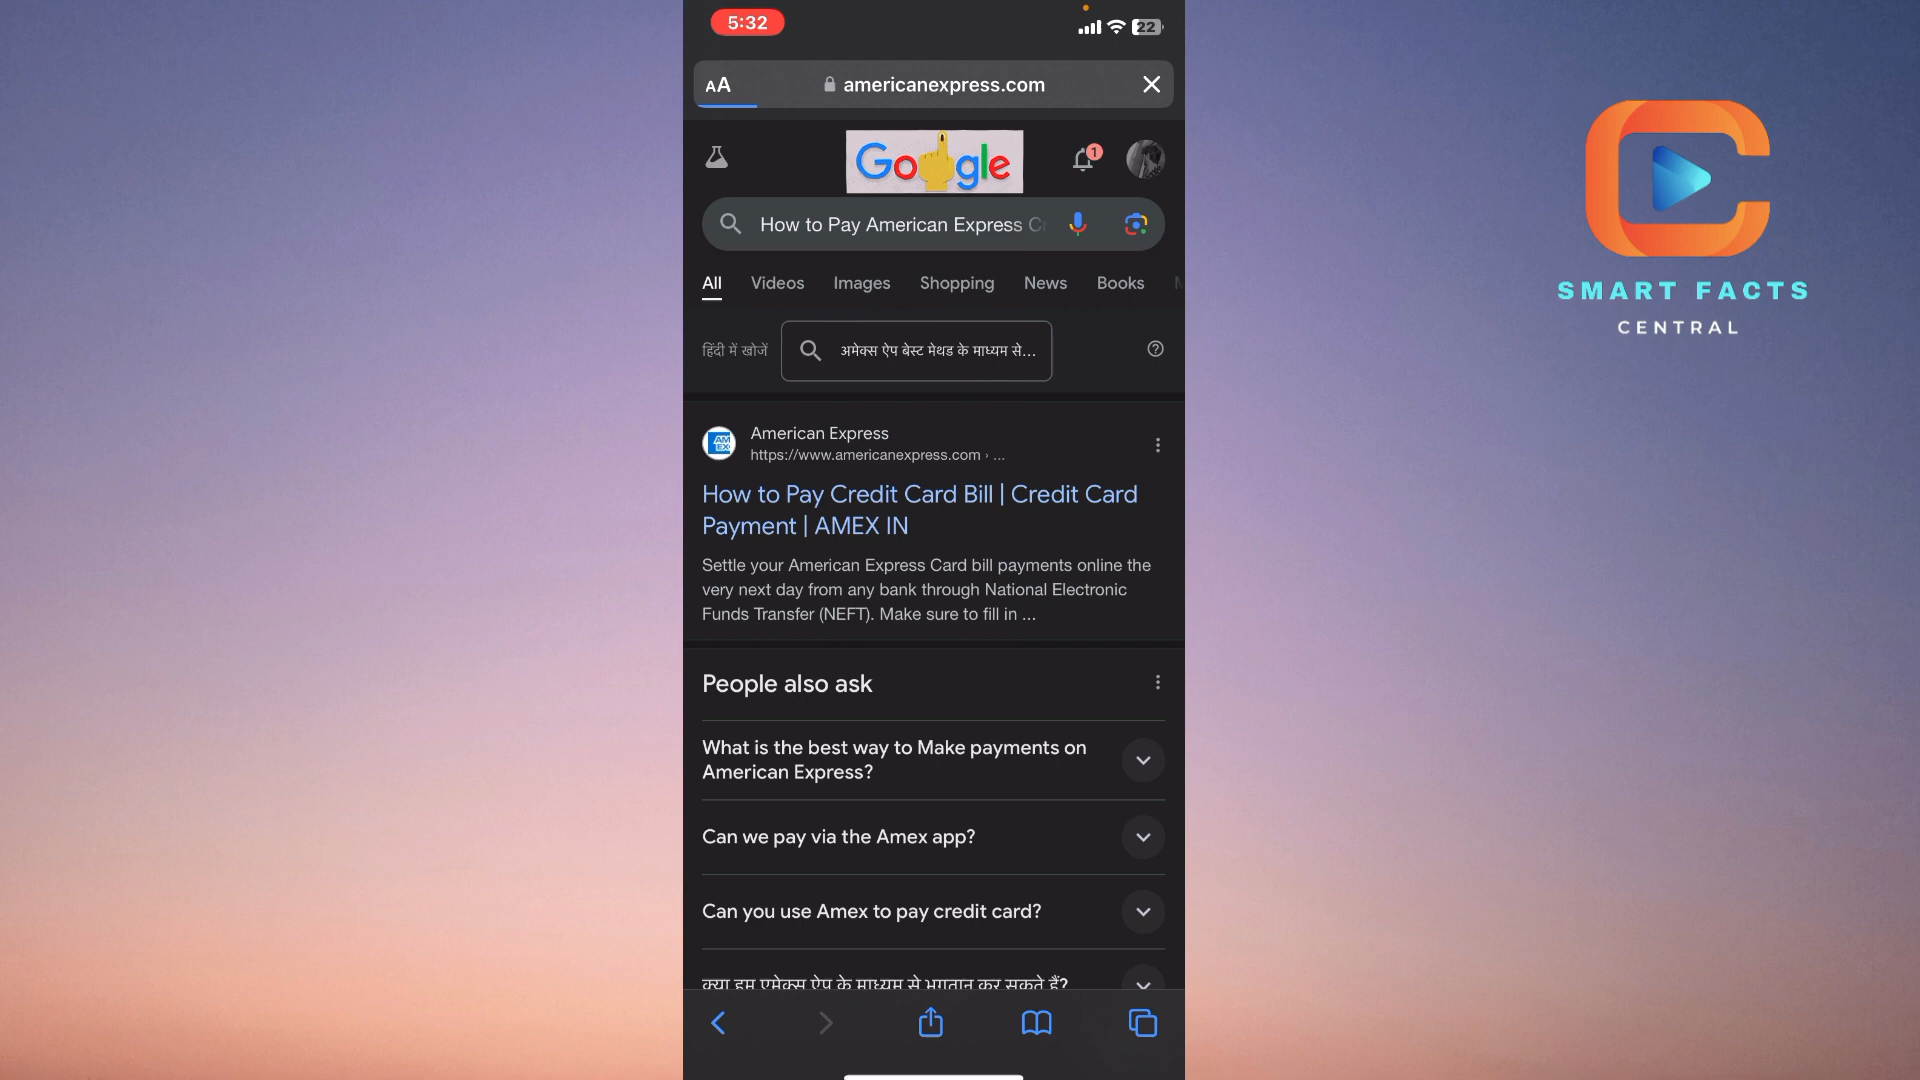 5:32
22
AA americanexpress.com
Google
1
How to Pay American Express C
All Videos Images Shopping News Books
हिंदी में खोजें
अमेक्स ऐप बेस्ट मेथड के माध्यम से...
American Express
https://www.americanexpress.com › ...
How to Pay Credit Card Bill | Credit Card
Payment | AMEX IN
Settle your American Express Card bill payments online the
very next day from any bank through National Electronic
Funds Transfer (NEFT). Make sure to fill in ...
People also ask
What is the best way to Make payments on
American Express?
Can we pay via the Amex app?
Can you use Amex to pay credit card?
क्या हम एमेक्स ऐप के माध्यम से भुगतान कर सकते हैं?
SMART FACTS
CENTRAL